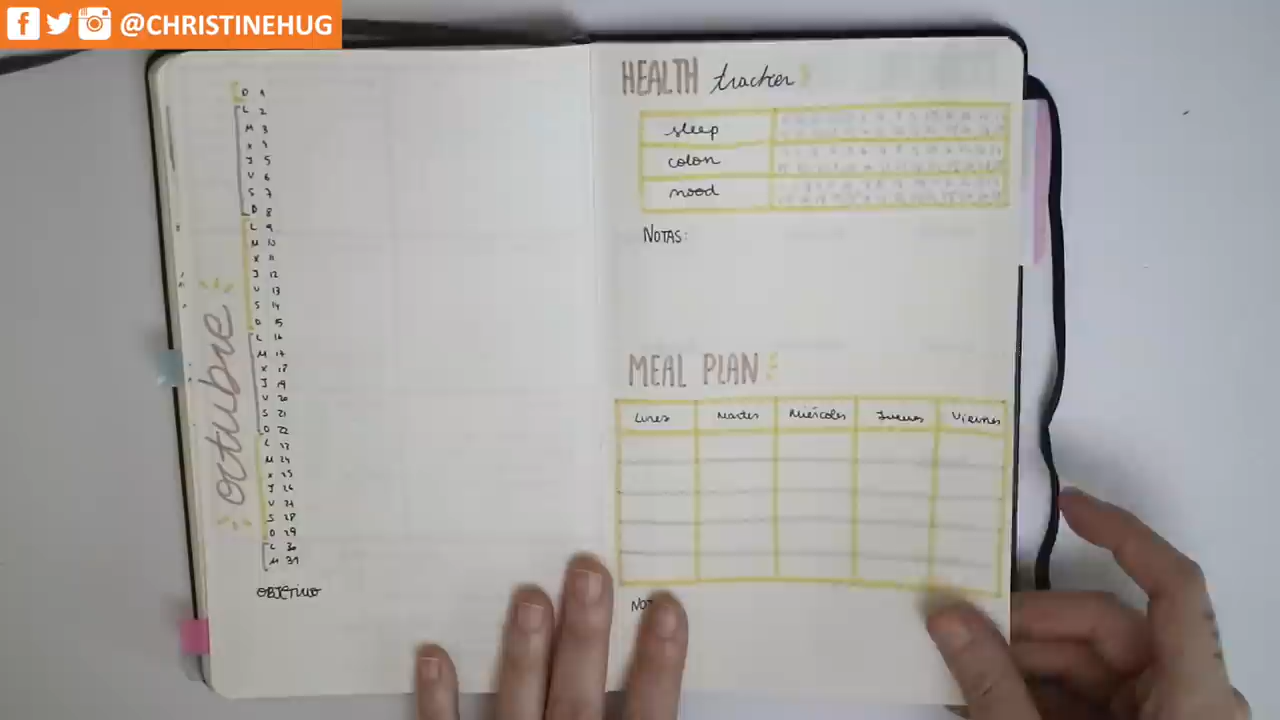 @CHRISTINEHUG
HEALTH tracker
sleep
colon
mood
NOTAS:
MEAL PLAN
Lunes Martes Miércoles Jueves Viernes
octubre
D 1
L 2
M 3
X 4
J 5
V 6
S 7
D 8
L 9
M 10
X 11
J 12
V 13
S 14
D 15
L 16
M 17
X 18
J 19
V 20
S 21
D 22
L 23
M 24
X 25
J 26
V 27
S 28
D 29
L 30
M 31
OBJETIVO